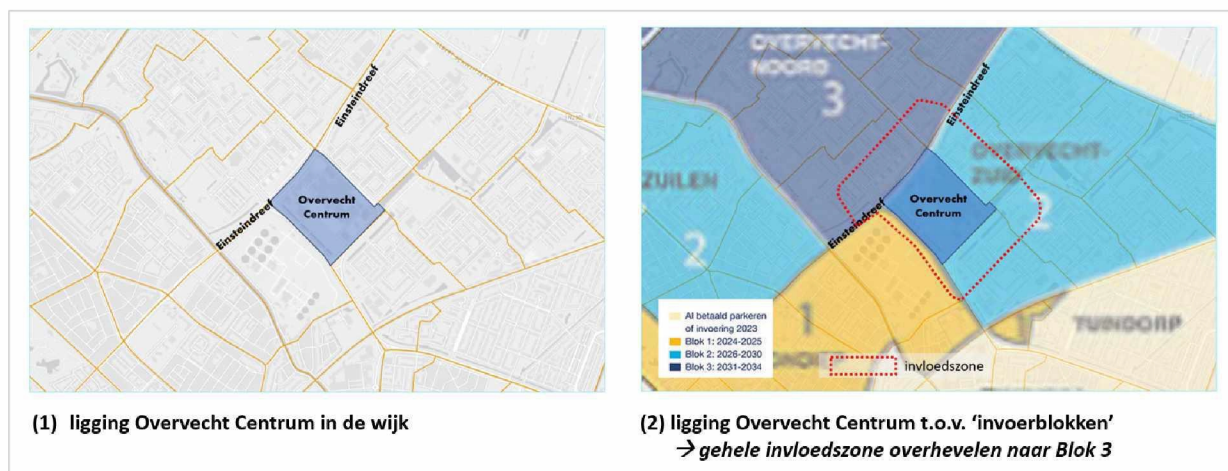 Einsteindreef
Overvecht
Centrum
Einsteindreef
(1) ligging Overvecht Centrum in de wijk
OVERVECHT-
NOORD
3
Einsteindreef
OVERVECHT-
ZUID
2
ZUILEN
2
Overvecht
Centrum
Einsteindreef
1
TUINDORP
Al betaald parkeren
of invoering 2023
Blok 1: 2024-2025
Blok 2: 2026-2030
Blok 3: 2031-2034
invloedszone
(2) ligging Overvecht Centrum t.o.v. ‘invoerblokken’
→ gehele invloedszone overhevelen naar Blok 3